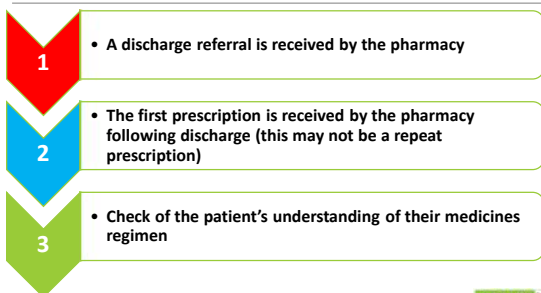 1
• A discharge referral is received by the pharmacy
2
• The first prescription is received by the pharmacy
following discharge (this may not be a repeat
prescription)
3
• Check of the patient's understanding of their medicines
regimen